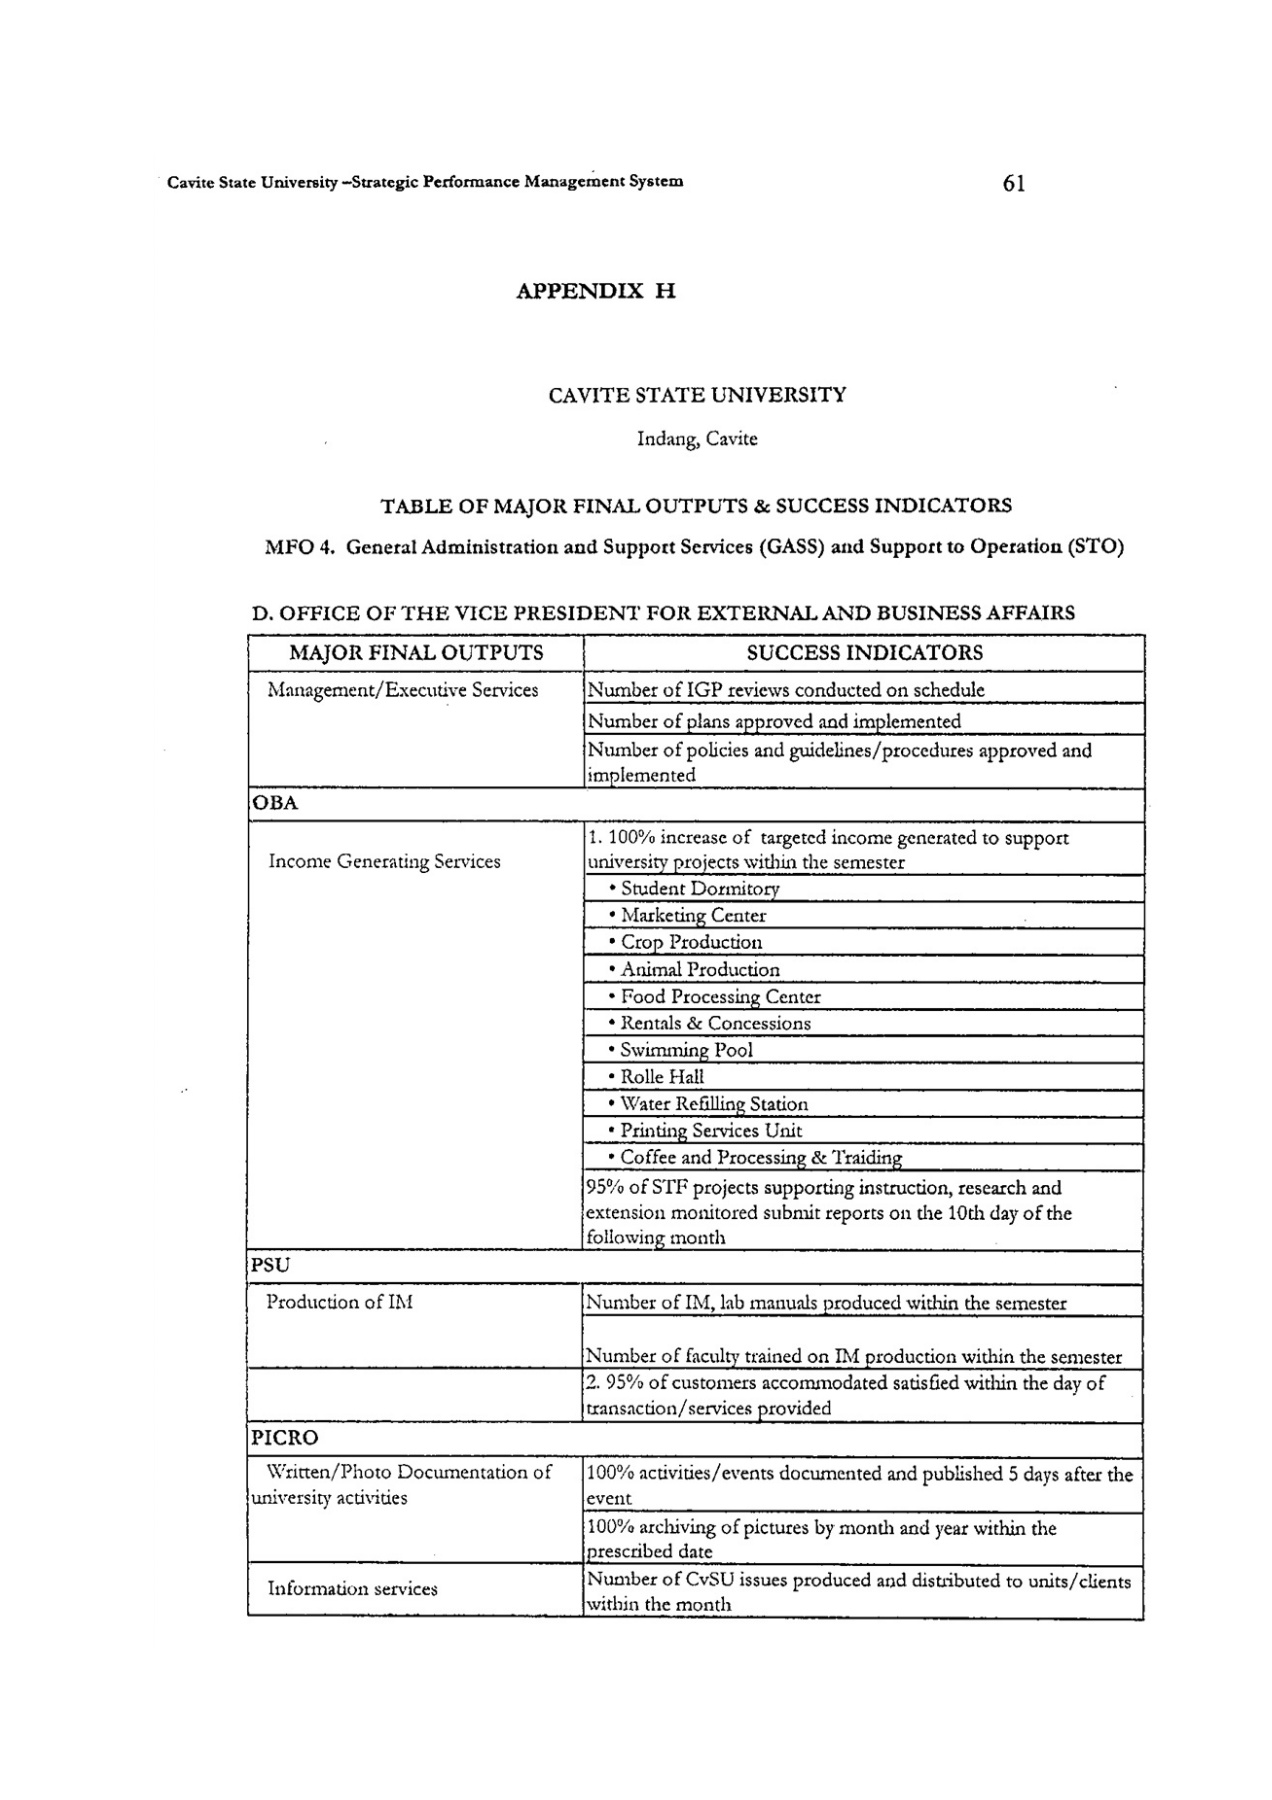 Cavite State University –Strategic Performance Management System 61
APPENDIX H
CAVITE STATE UNIVERSITY
Indang, Cavite
TABLE OF MAJOR FINAL OUTPUTS & SUCCESS INDICATORS
MFO 4. General Administration and Support Services (GASS) and Support to Operation (STO)
D. OFFICE OF THE VICE PRESIDENT FOR EXTERNAL AND BUSINESS AFFAIRS
MAJOR FINAL OUTPUTS SUCCESS INDICATORS
Management/Executive Services Number of IGP reviews conducted on schedule
Number of plans approved and implemented
Number of policies and guidelines/procedures approved and
implemented
OBA
1. 100% increase of targeted income generated to support
Income Generating Services university projects within the semester
• Student Dormitory
• Marketing Center
• Crop Production
• Animal Production
• Food Processing Center
• Rentals & Concessions
• Swimming Pool
• Rolle Hall
• Water Refilling Station
• Printing Services Unit
• Coffee and Processing & Traiding
95% of STF projects supporting instruction, research and
extension monitored submit reports on the 10th day of the
following month
PSU
Production of IM Number of IM, lab manuals produced within the semester
Number of faculty trained on IM production within the semester
2. 95% of customers accommodated satisfied within the day of
transaction/services provided
PICRO
Written/Photo Documentation of 100% activities/events documented and published 5 days after the
university activities event
100% archiving of pictures by month and year within the
prescribed date
Information services Number of CvSU issues produced and distributed to units/clients
within the month